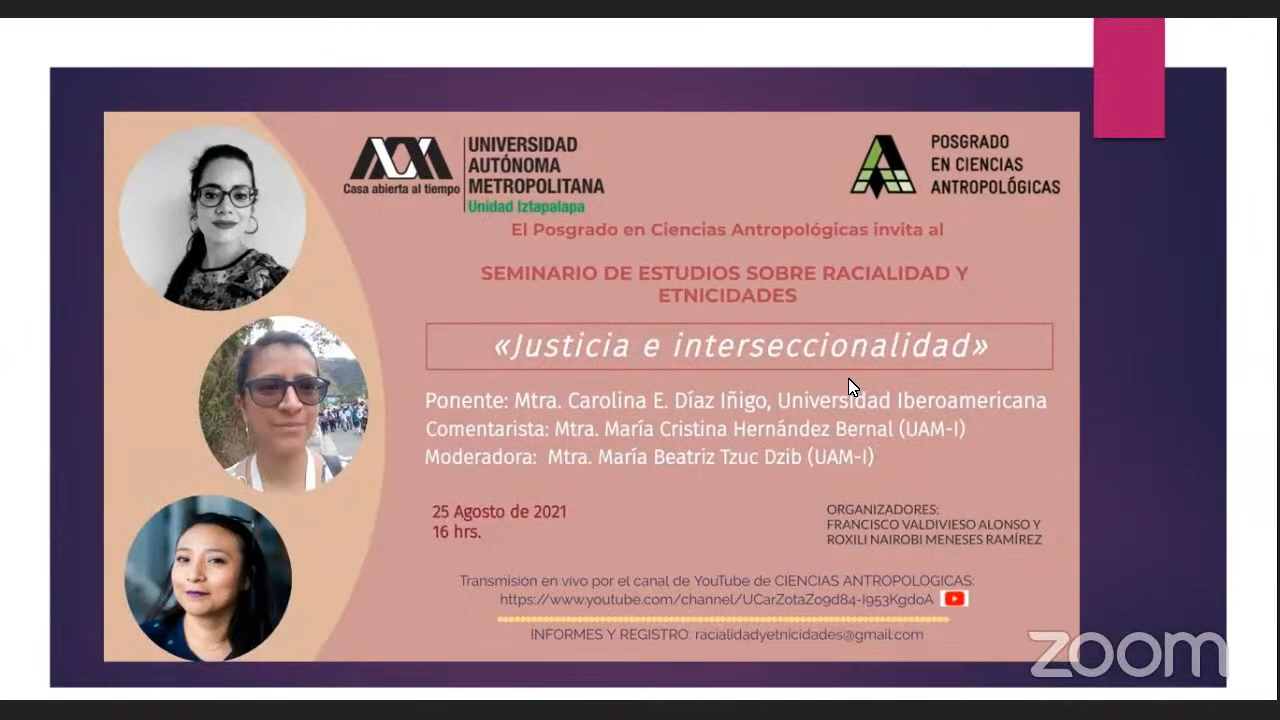 UNIVERSIDAD
AUTÓNOMA
METROPOLITANA
Casa abierta al tiempo
Unidad Iztapalapa
POSGRADO
EN CIENCIAS
ANTROPOLÓGICAS
El Posgrado en Ciencias Antropológicas invita al
SEMINARIO DE ESTUDIOS SOBRE RACIALIDAD Y
ETNICIDADES
«Justicia e interseccionalidad»
Ponente: Mtra. Carolina E. Díaz Iñigo, Universidad Iberoamericana
Comentarista: Mtra. María Cristina Hernández Bernal (UAM-I)
Moderadora: Mtra. María Beatriz Tzuc Dzib (UAM-I)
25 Agosto de 2021
16 hrs.
ORGANIZADORES:
FRANCISCO VALDIVIESO ALONSO Y
ROXILI NAIROBI MENESES RAMÍREZ
Transmisión en vivo por el canal de YouTube de CIENCIAS ANTROPOLOGICAS:
https://www.youtube.com/channel/UCarZotaZo9d84-i953KgdoA
INFORMES Y REGISTRO: racialidadyetnicidades@gmail.com
zoom